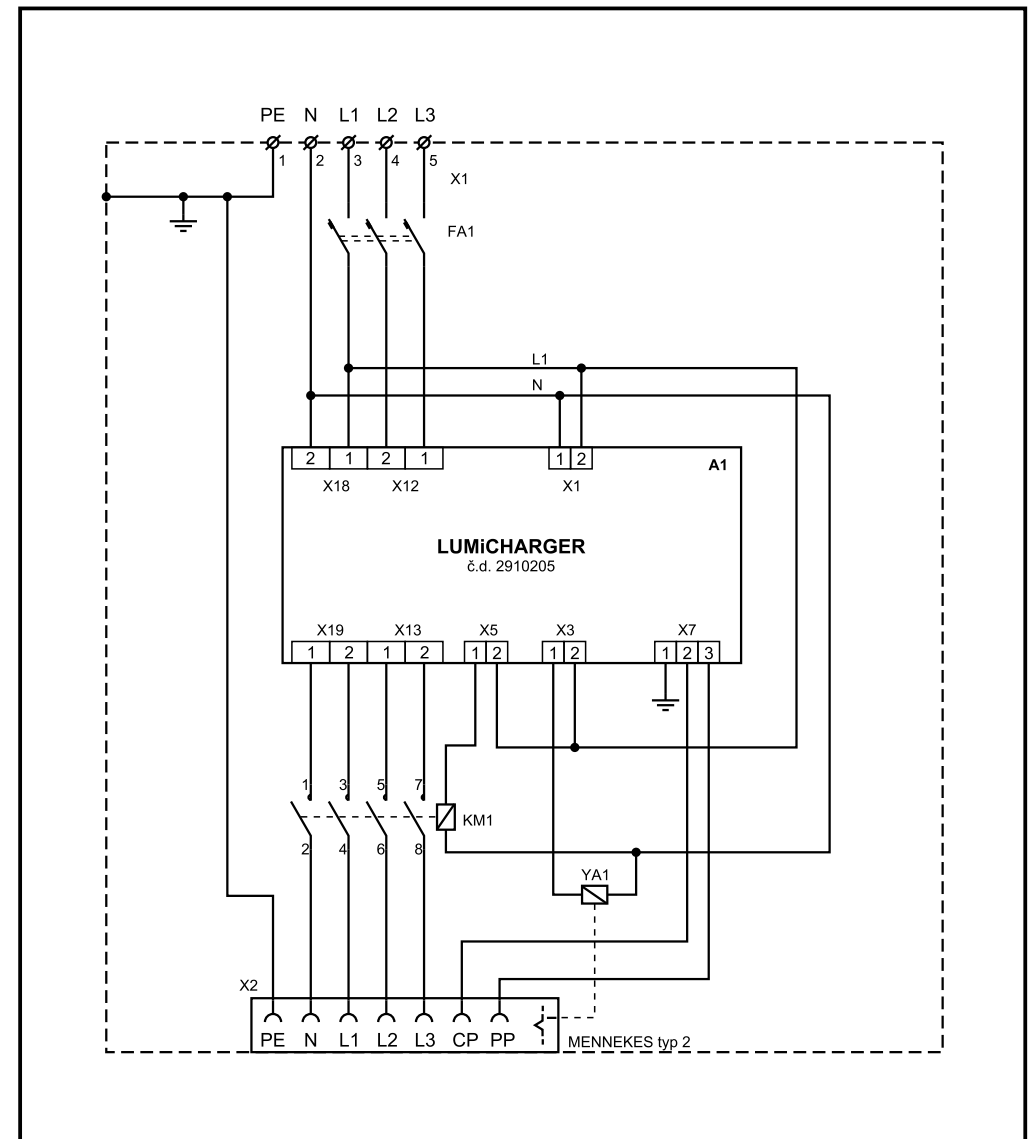 PE N L1 L2 L3
1 2 3 4 5
X1
FA1
L1
N
2 1 2 1 1 2 A1
X18 X12 X1
LUMiCHARGER
č.d. 2910205
X19 X13 X5 X3 X7
1 2 1 2 1 2 1 2 1 2 3
1 3 5 7
KM1
2 4 6 8
YA1
X2
PE N L1 L2 L3 CP PP MENNEKES typ 2